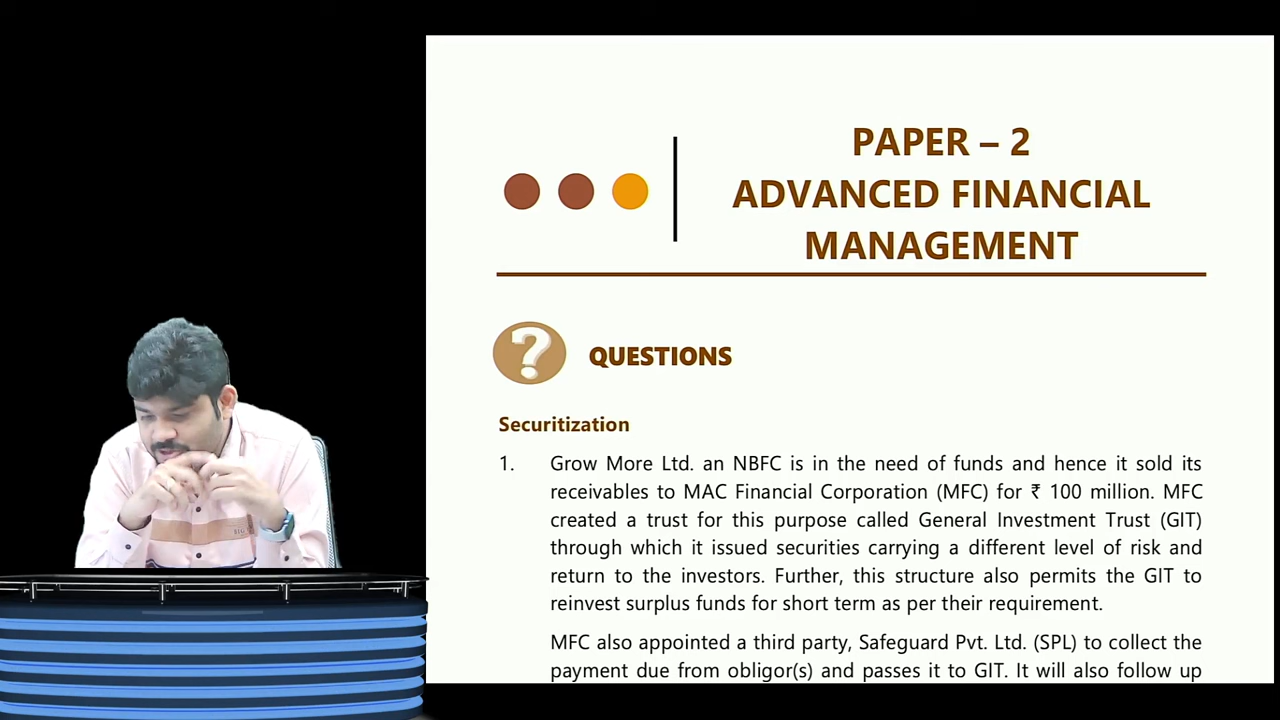 PAPER – 2
ADVANCED FINANCIAL
MANAGEMENT
?
QUESTIONS
Securitization
1. Grow More Ltd. an NBFC is in the need of funds and hence it sold its
receivables to MAC Financial Corporation (MFC) for ₹ 100 million. MFC
created a trust for this purpose called General Investment Trust (GIT)
through which it issued securities carrying a different level of risk and
return to the investors. Further, this structure also permits the GIT to
reinvest surplus funds for short term as per their requirement.
MFC also appointed a third party, Safeguard Pvt. Ltd. (SPL) to collect the
payment due from obligor(s) and passes it to GIT. It will also follow up